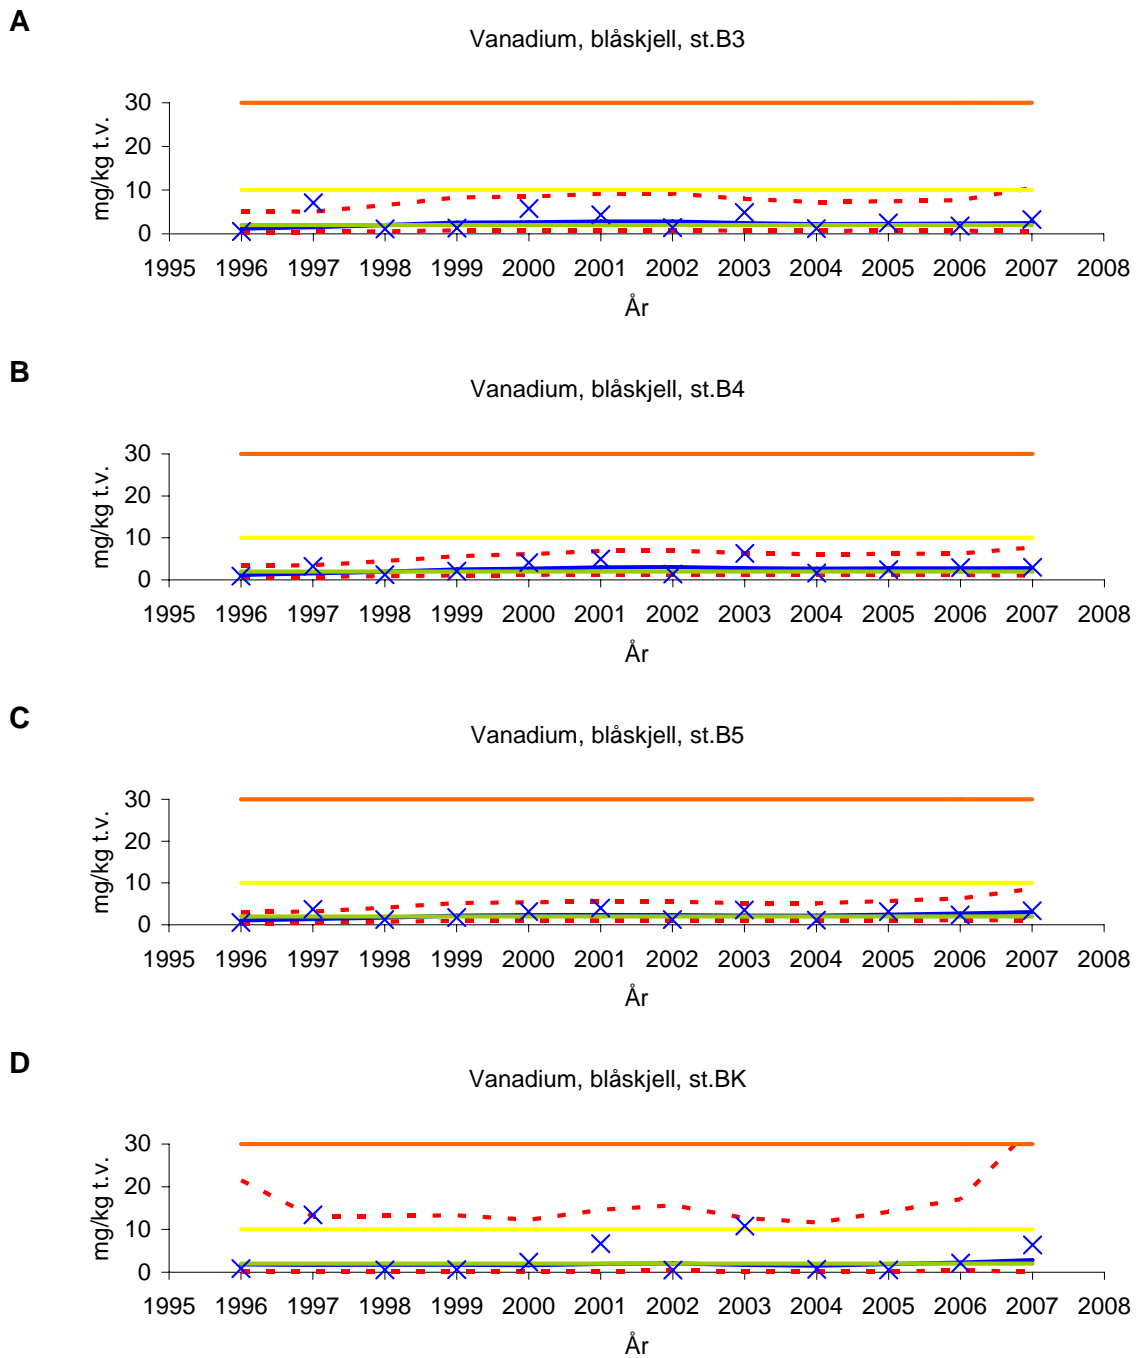 A
Vanadium, blåskjell, st.B3
mg/kg t.v.
30
20
10
0
1995 1996 1997 1998 1999 2000 2001 2002 2003 2004 2005 2006 2007 2008
År
B
Vanadium, blåskjell, st.B4
mg/kg t.v.
30
20
10
0
1995 1996 1997 1998 1999 2000 2001 2002 2003 2004 2005 2006 2007 2008
År
C
Vanadium, blåskjell, st.B5
mg/kg t.v.
30
20
10
0
1995 1996 1997 1998 1999 2000 2001 2002 2003 2004 2005 2006 2007 2008
År
D
Vanadium, blåskjell, st.BK
mg/kg t.v.
30
20
10
0
1995 1996 1997 1998 1999 2000 2001 2002 2003 2004 2005 2006 2007 2008
År